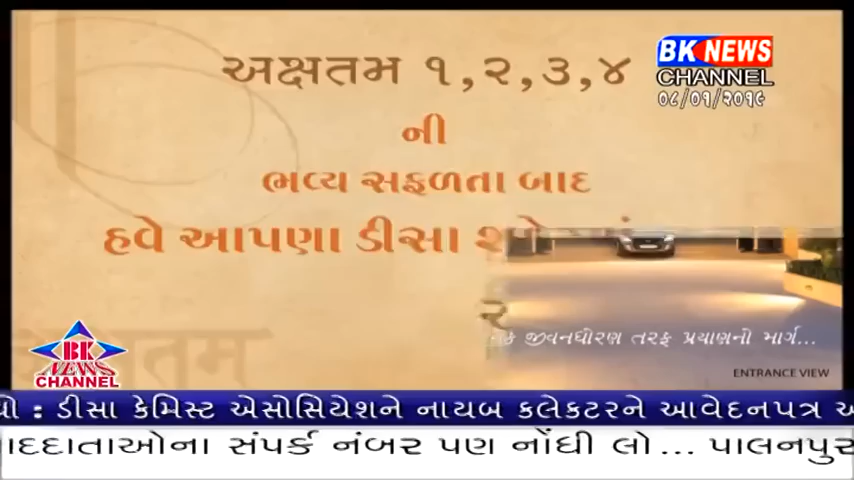 અક્ષતમ ૧,૨,૩,૪
BK NEWS
CHANNEL
૦૮/૦૧/૨૦૧૯
ની
ભવ્ય સફળતા બાદ
હવે આપણા ડીસા
જીવનધોરણ તરફ પ્રયાણનો માર્ગ...
ENTRANCE VIEW
BK
NEWS
CHANNEL
: ડીસા કેમિસ્ટ એસોસિયેશને નાયબ કલેકટરને આવેદનપત્ર
સંપર્ક નંબર પણ નોંધી લો... પાલનપુર